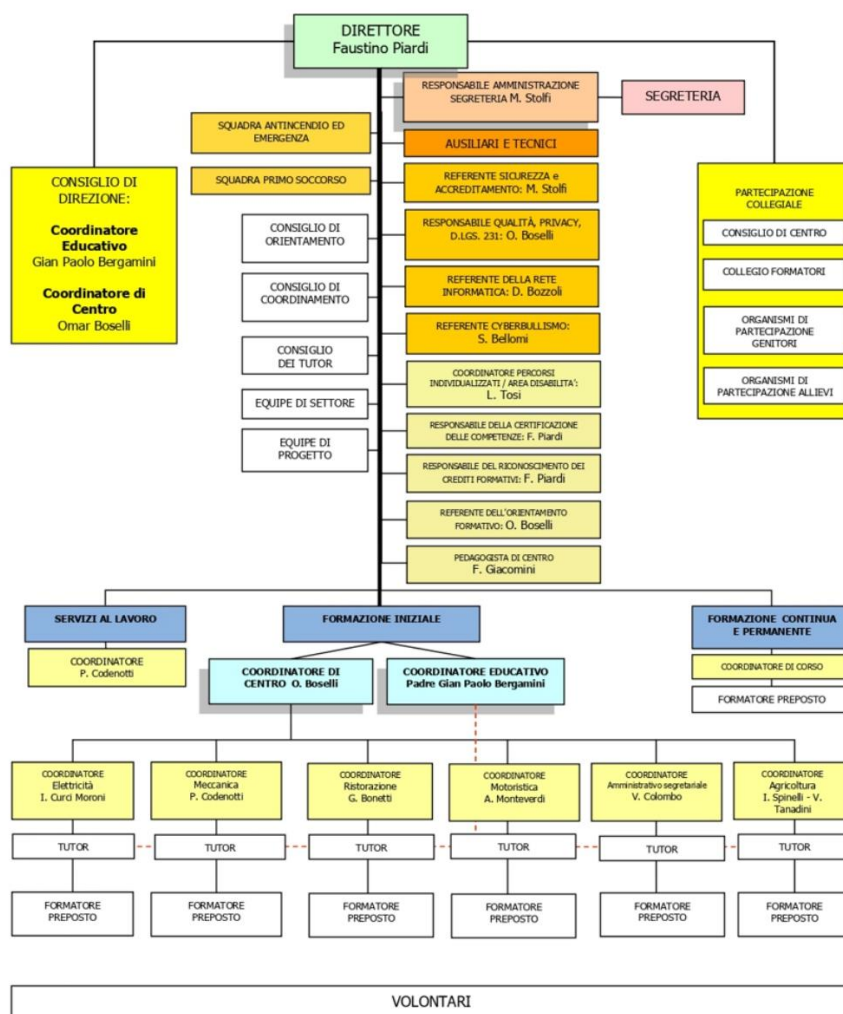 DIRETTORE
Faustino Piardi
RESPONSABILE AMMINISTRAZIONE
SEGRETERIA M. Stolfi
SEGRETERIA
SQUADRA ANTINCENDIO ED
EMERGENZA
AUSILIARI E TECNICI
SQUADRA PRIMO SOCCORSO
REFERENTE SICUREZZA e
ACCREDITAMENTO: M. Stolfi
CONSIGLIO DI
DIREZIONE:
Coordinatore
Educativo
Gian Paolo Bergamini
Coordinatore di
Centro
Omar Boselli
CONSIGLIO DI
ORIENTAMENTO
RESPONSABILE QUALITÀ, PRIVACY,
D.LGS. 231: O. Boselli
CONSIGLIO DI
COORDINAMENTO
REFERENTE DELLA RETE
INFORMATICA: D. Bozzoli
REFERENTE CYBERBULLISMO:
S. Bellomi
CONSIGLIO
DEI TUTOR
COORDINATORE PERCORSI
INDIVIDUALIZZATI / AREA DISABILITA':
L. Tosi
EQUIPE DI SETTORE
RESPONSABILE DELLA CERTIFICAZIONE
DELLE COMPETENZE: F. Piardi
EQUIPE DI
PROGETTO
RESPONSABILE DEL RICONOSCIMENTO DEI
CREDITI FORMATIVI: F. Piardi
REFERENTE DELL'ORIENTAMENTO
FORMATIVO: O. Boselli
PEDAGOGISTA DI CENTRO
F. Giacomini
PARTECIPAZIONE
COLLEGIALE
CONSIGLIO DI CENTRO
COLLEGIO FORMATORI
ORGANISMI DI
PARTECIPAZIONE
GENITORI
ORGANISMI DI
PARTECIPAZIONE ALLIEVI
SERVIZI AL LAVORO
COORDINATORE
P. Codenotti
FORMAZIONE INIZIALE
FORMAZIONE CONTINUA
E PERMANENTE
COORDINATORE DI CORSO
FORMATORE PREPOSTO
COORDINATORE DI
CENTRO O. Boselli
COORDINATORE EDUCATIVO
Padre Gian Paolo Bergamini
COORDINATORE
Elettricità
I. Curci Moroni
COORDINATORE
Meccanica
P. Codenotti
COORDINATORE
Ristorazione
G. Bonetti
COORDINATORE
Motoristica
A. Monteverdi
COORDINATORE
Amministrativo segretariale
V. Colombo
COORDINATORE
Agricoltura
I. Spinelli - V.
Tanadini
TUTOR
TUTOR
TUTOR
TUTOR
TUTOR
TUTOR
FORMATORE
PREPOSTO
FORMATORE
PREPOSTO
FORMATORE
PREPOSTO
FORMATORE
PREPOSTO
FORMATORE
PREPOSTO
FORMATORE
PREPOSTO
VOLONTARI